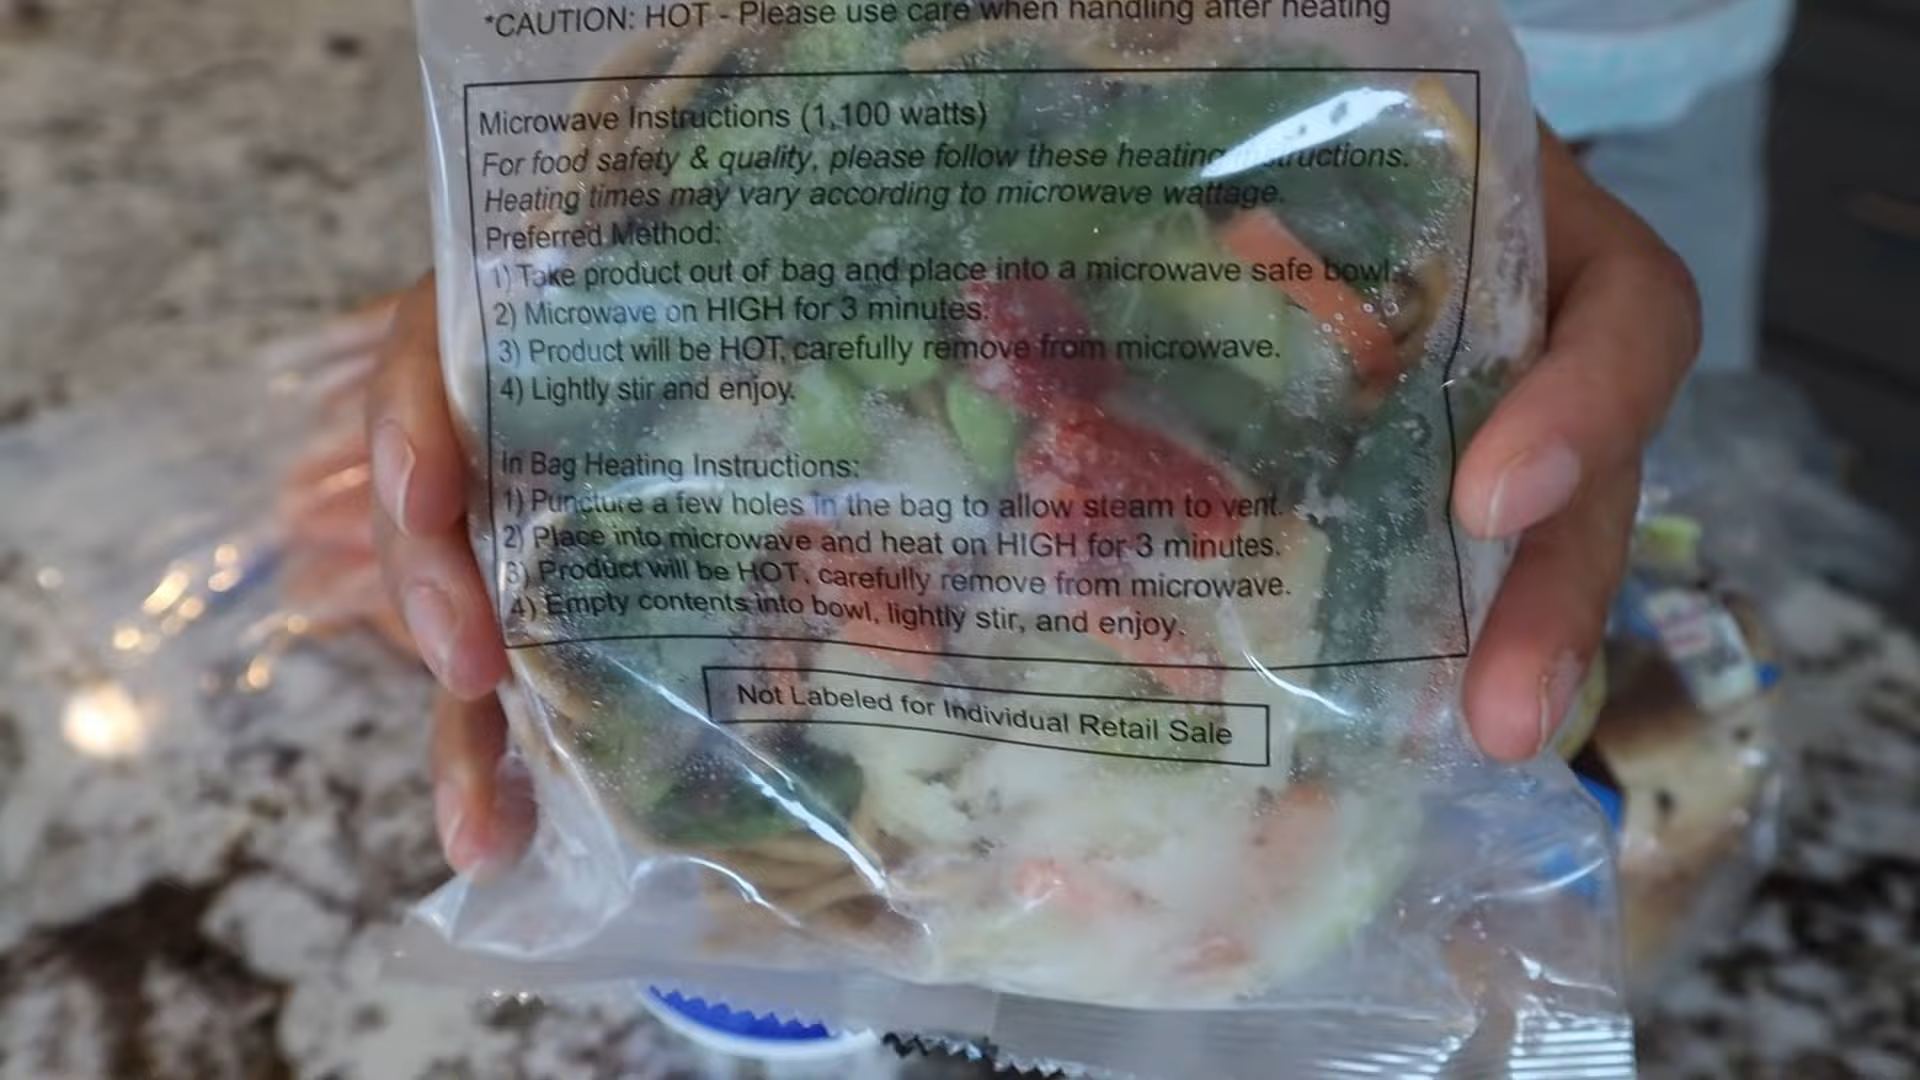 *CAUTION: HOT - Please use care when handling after heating
Microwave Instructions (1,100 watts)
For food safety & quality, please follow these heating instructions.
Heating times may vary according to microwave wattage.
Preferred Method:
1) Take product out of bag and place into a microwave safe bowl.
2) Microwave on HIGH for 3 minutes.
3) Product will be HOT, carefully remove from microwave.
4) Lightly stir and enjoy.
In Bag Heating Instructions:
1) Puncture a few holes in the bag to allow steam to vent.
2) Place into microwave and heat on HIGH for 3 minutes.
3) Product will be HOT, carefully remove from microwave.
4) Empty contents into bowl, lightly stir, and enjoy.
Not Labeled for Individual Retail Sale